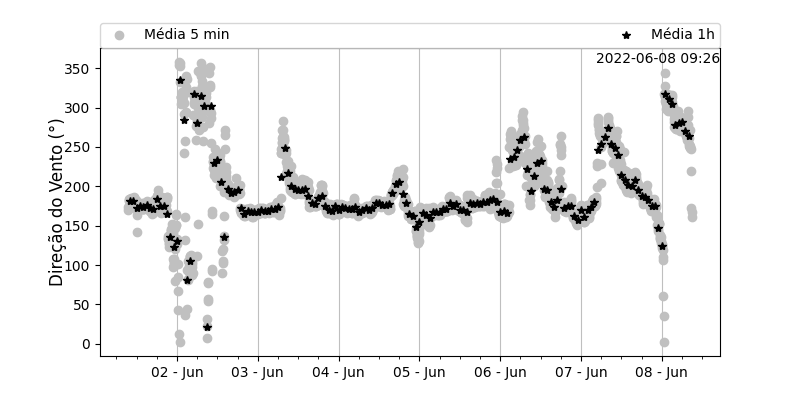 Média 5 min
Média 1h
2022-06-08 09:26
Direção do Vento (°)
350
300
250
200
150
100
50
0
02 - Jun
03 - Jun
04 - Jun
05 - Jun
06 - Jun
07 - Jun
08 - Jun